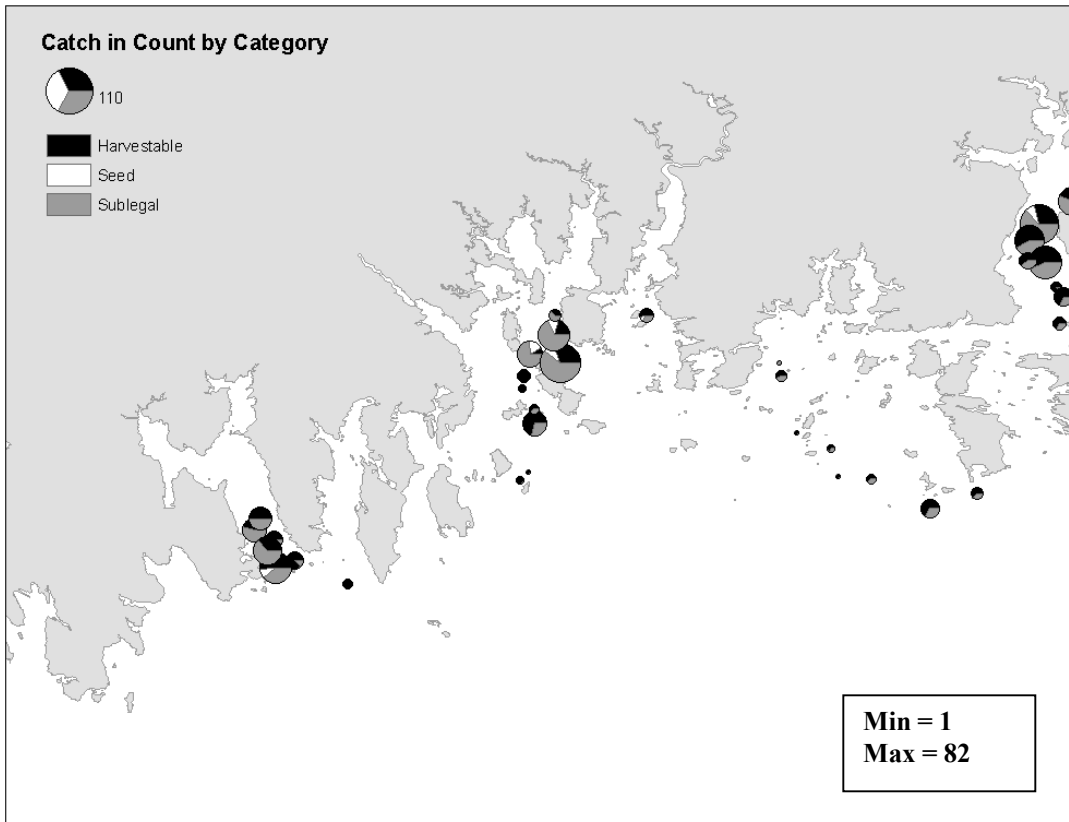 Catch in Count by Category
110
Harvestable
Seed
Sublegal
Min = 1
Max = 82